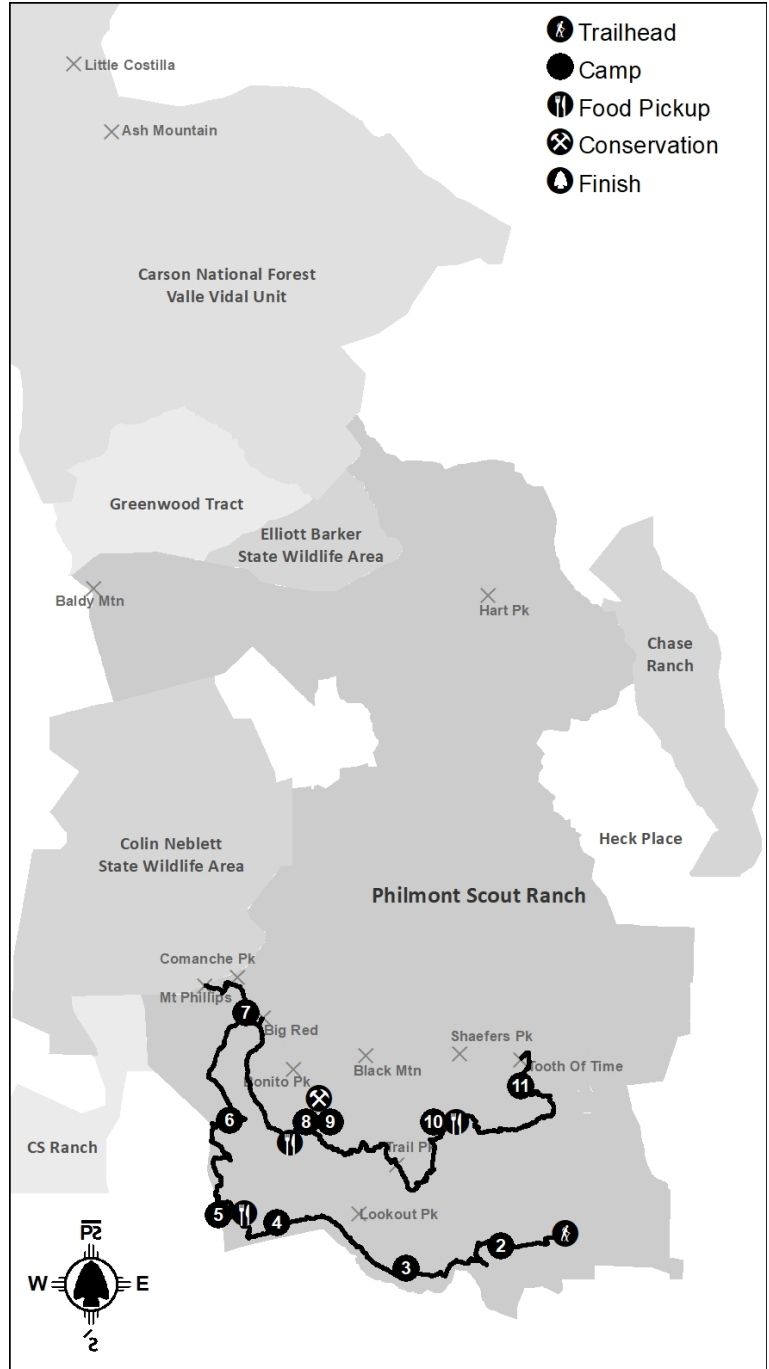 Trailhead
Camp
Food Pickup
Conservation
Finish
Little Costilla
Ash Mountain
Carson National Forest
Valle Vidal Unit
Greenwood Tract
Elliott Barker
State Wildlife Area
Baldy Mtn
Hart Pk
Chase
Ranch
Colin Neblett
State Wildlife Area
Heck Place
Philmont Scout Ranch
Comanche Pk
Mt Phillips
7
Big Red
Shaefers Pk
Black Mtn
Tooth Of Time
Bonito Pk
11
6
8
9
10
Trail Pk
CS Ranch
5
4
Lookout Pk
2
3
W
E